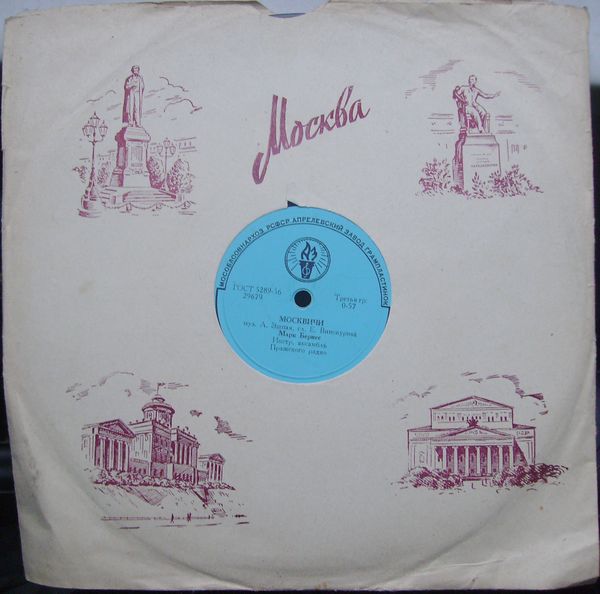 Москва
МОСОБЛСОВНАРХОЗ РСФСР. АПРЕЛЕВСКИЙ ЗАВОД ГРАМПЛАСТИНОК
ГОСТ 5289-56
29679
Третья гр.
0-57
МОСКВИЧИ
муз. А. Эшпая, сл. Е. Винокурова
Марк Бернес
Инстр. ансамбль
Пражского радио